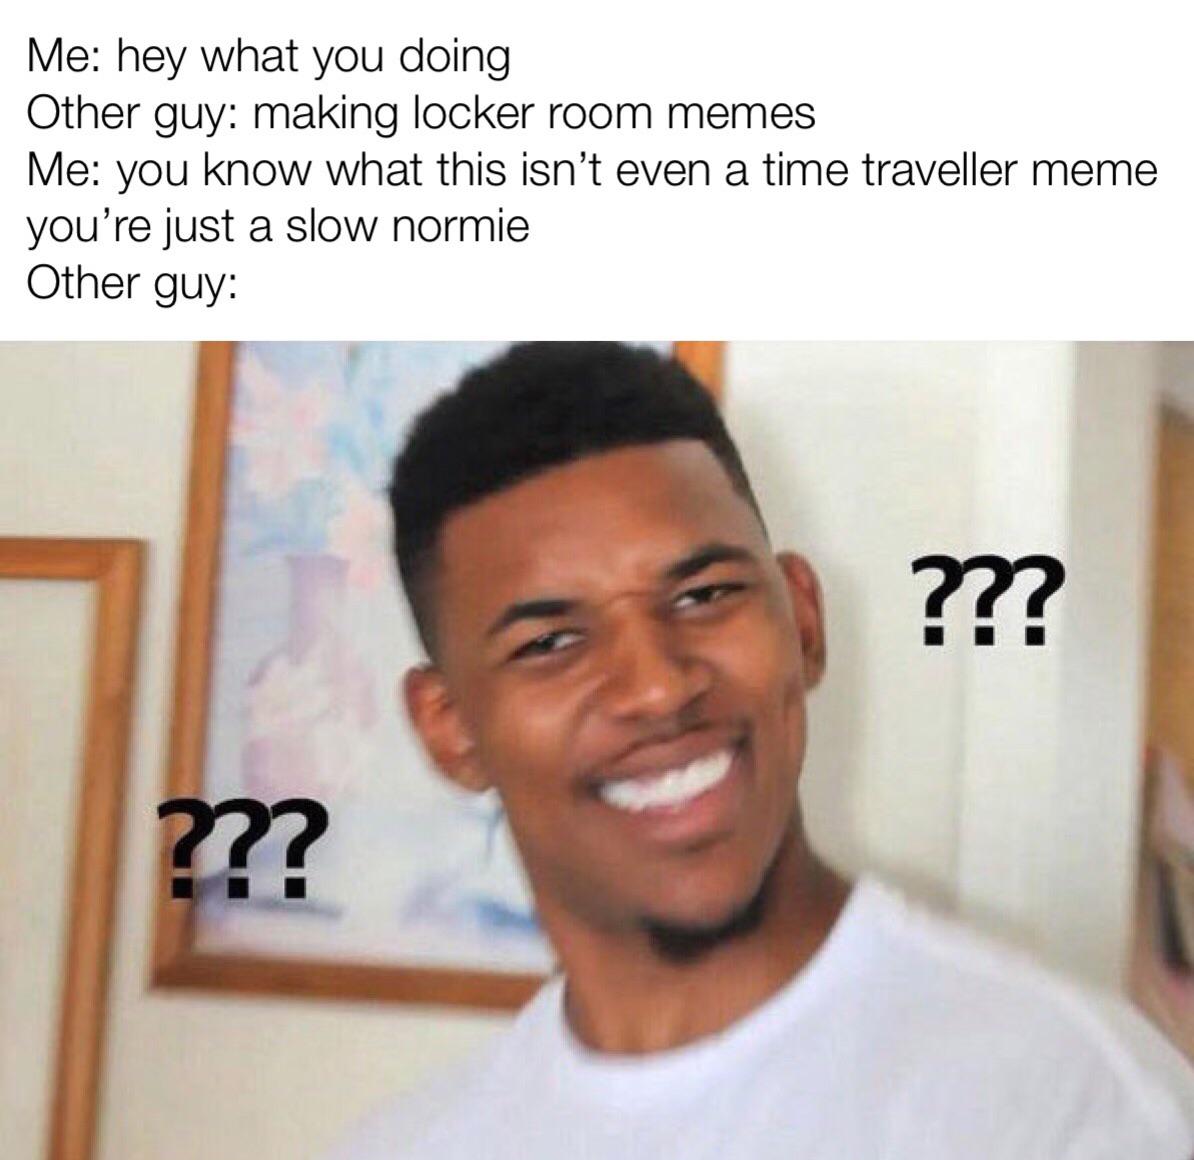 Me: hey what you doing
Other guy: making locker room memes
Me: you know what this isn’t even a time traveller meme
you’re just a slow normie
Other guy:
???
???